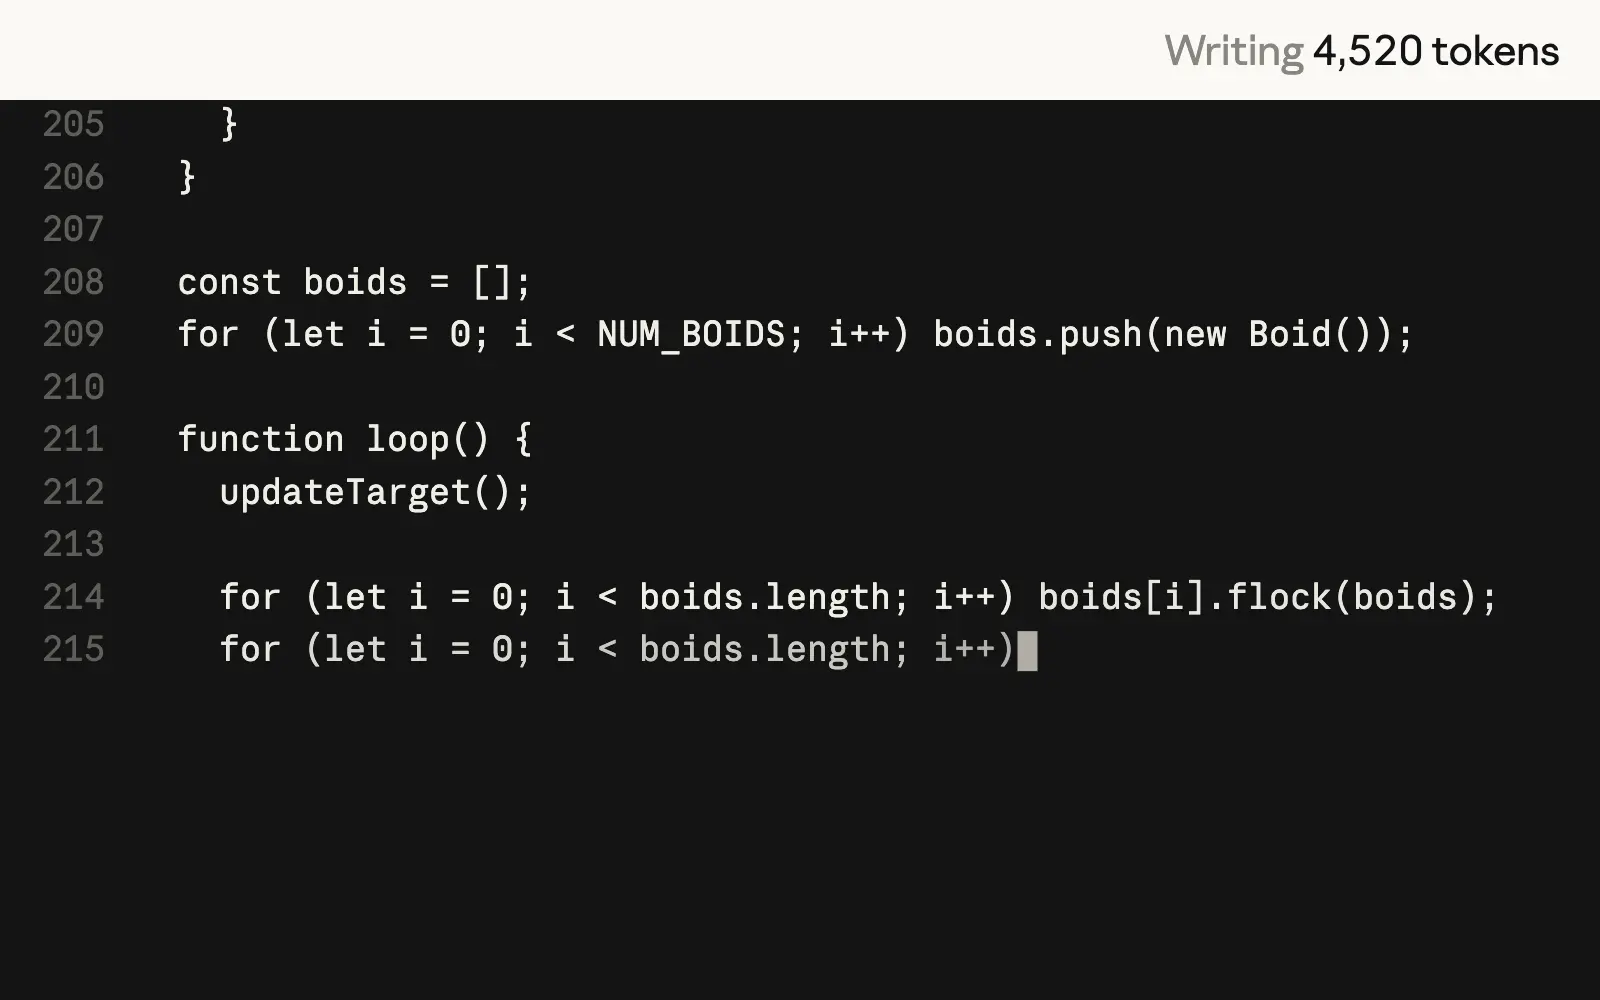 Writing 4,520 tokens
205 }
206 }
207
208 const boids = [];
209 for (let i = 0; i < NUM_BOIDS; i++) boids.push(new Boid());
210
211 function loop() {
212 updateTarget();
213
214 for (let i = 0; i < boids.length; i++) boids[i].flock(boids);
215 for (let i = 0; i < boids.length; i++)